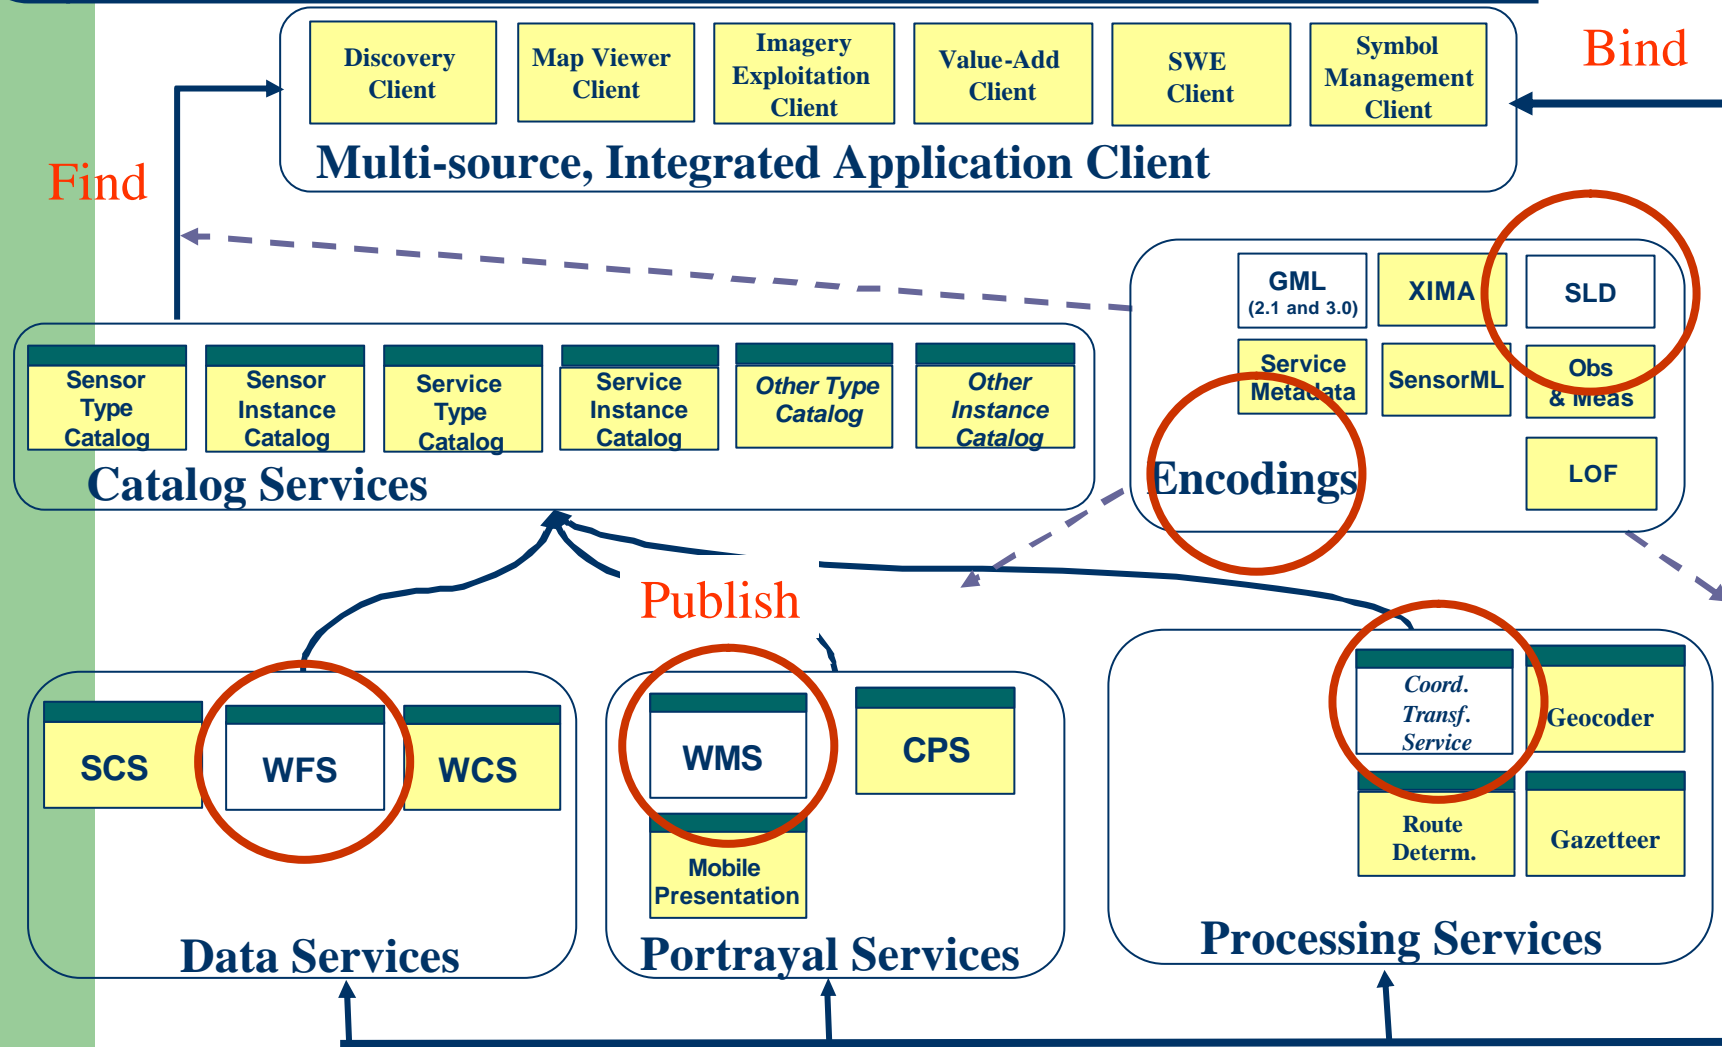 Discovery
Client
Map Viewer
Client
Imagery
Exploitation
Client
Value-Add
Client
SWE
Client
Symbol
Management
Client
Bind
Multi-source, Integrated Application Client
Find
GML
(2.1 and 3.0)
XIMA
SLD
Service
Metadata
SensorML
Obs
& Meas
LOF
Encodings
Sensor
Type
Catalog
Sensor
Instance
Catalog
Service
Type
Catalog
Service
Instance
Catalog
Other Type
Catalog
Other
Instance
Catalog
Catalog Services
Publish
SCS
WFS
WCS
Data Services
WMS
CPS
Mobile
Presentation
Portrayal Services
Coord.
Transf.
Service
Geocoder
Route
Determ.
Gazetteer
Processing Services